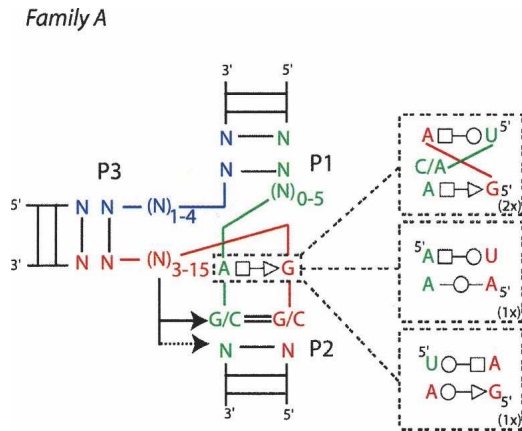 Family A
3' 5'
N N
P1
N N
(N)0-5
P3
5' N N (N)1-4
3' N N (N)3-15
A G
G/C G/C
N N
P2
3' 5'
A U 5'
C/A
A G 5'
(2x)
5' A U
A A 5'
(1x)
5' U A
A G 5'
(1x)